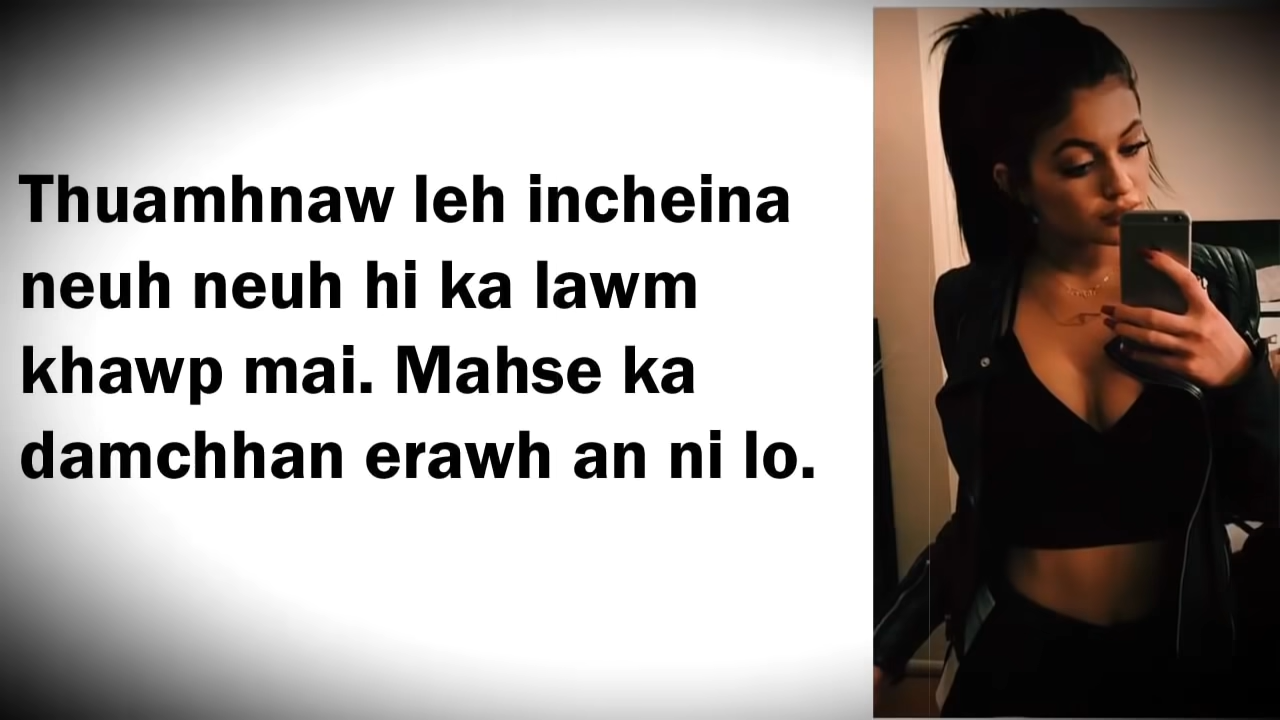 Thuamhnaw leh incheina
neuh neuh hi ka lawm
khawp mai. Mahse ka
damchhan erawh an ni lo.